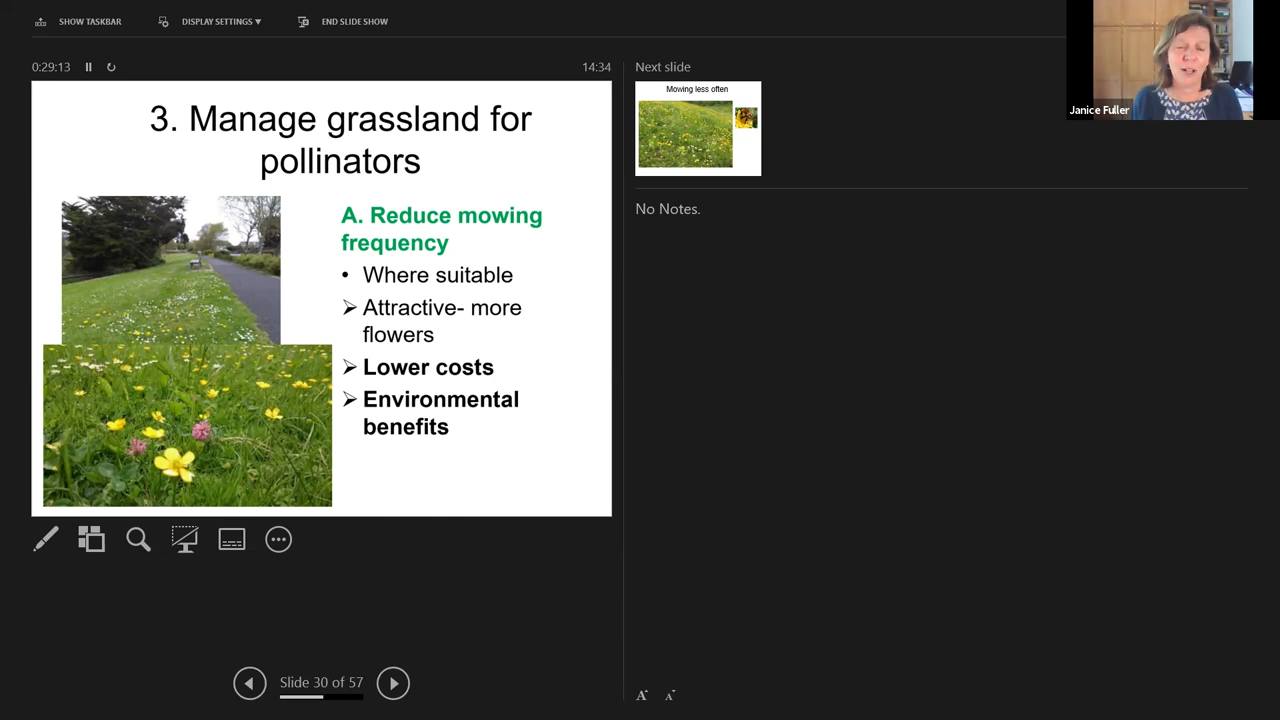 SHOW TASKBAR
DISPLAY SETTINGS ▼
END SLIDE SHOW
0:29:13
14:34
3. Manage grassland for
pollinators
A. Reduce mowing
frequency
• Where suitable
➢ Attractive- more
flowers
➢ Lower costs
➢ Environmental
benefits
Slide 30 of 57
Next slide
Mowing less often
No Notes.
A A
Janice Fuller